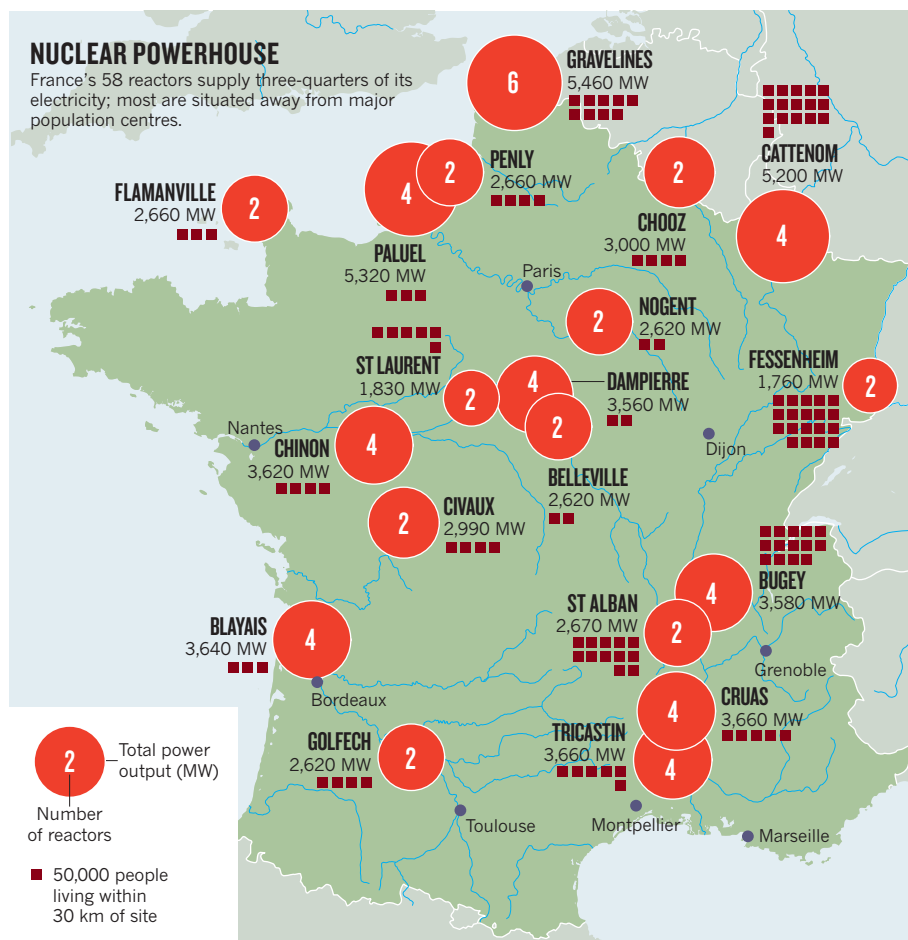 NUCLEAR POWERHOUSE
France's 58 reactors supply three-quarters of its
electricity; most are situated away from major
population centres.
6
GRAVELINES
5,460 MW
CATTENOM
5,200 MW
4
PENLY
2,660 MW
2
FLAMANVILLE
2,660 MW
2
4
PALUEL
5,320 MW
2
CHOOZ
3,000 MW
Paris
2
NOGENT
2,620 MW
FESSENHEIM
1,760 MW
2
ST LAURENT
1,830 MW
2
4
DAMPIERRE
3,560 MW
Nantes
CHINON
3,620 MW
4
2
BELLEVILLE
2,620 MW
Dijon
2
CIVAUX
2,990 MW
4
BUGEY
3,580 MW
ST ALBAN
2,670 MW
2
BLAYAIS
3,640 MW
4
Grenoble
Bordeaux
4
CRUAS
3,660 MW
TRICASTIN
3,660 MW
4
GOLFECH
2,620 MW
2
Toulouse
Montpellier
Marseille
2
Total power
output (MW)
Number
of reactors
50,000 people
living within
30 km of site